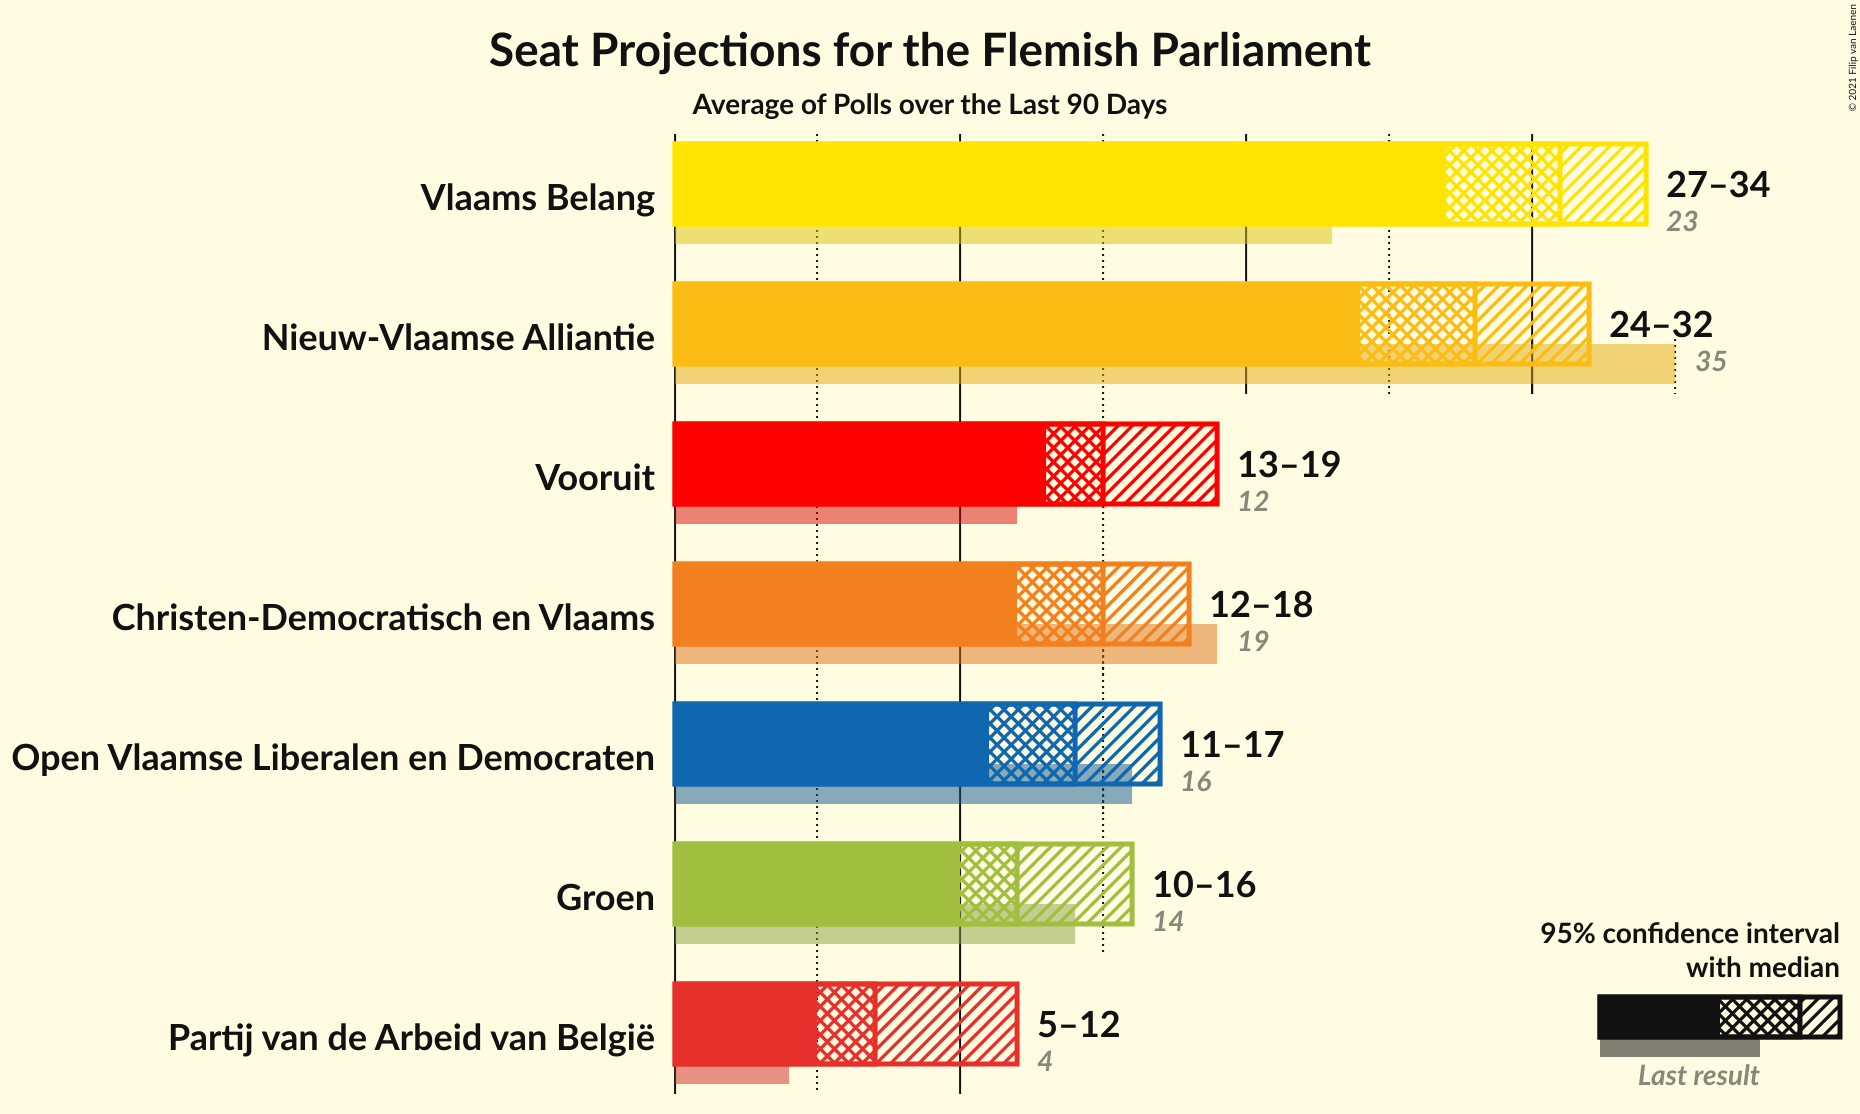 Seat Projections for the Flemish Parliament
Average of Polls over the Last 90 Days
© 2021 Filip van Laenen
Vlaams Belang
27–34
23
Nieuw-Vlaamse Alliantie
24–32
35
Vooruit
13–19
12
Christen-Democratisch en Vlaams
12–18
19
Open Vlaamse Liberalen en Democraten
11–17
16
Groen
10–16
14
Partij van de Arbeid van België
5–12
4
95% confidence interval
with median
Last result